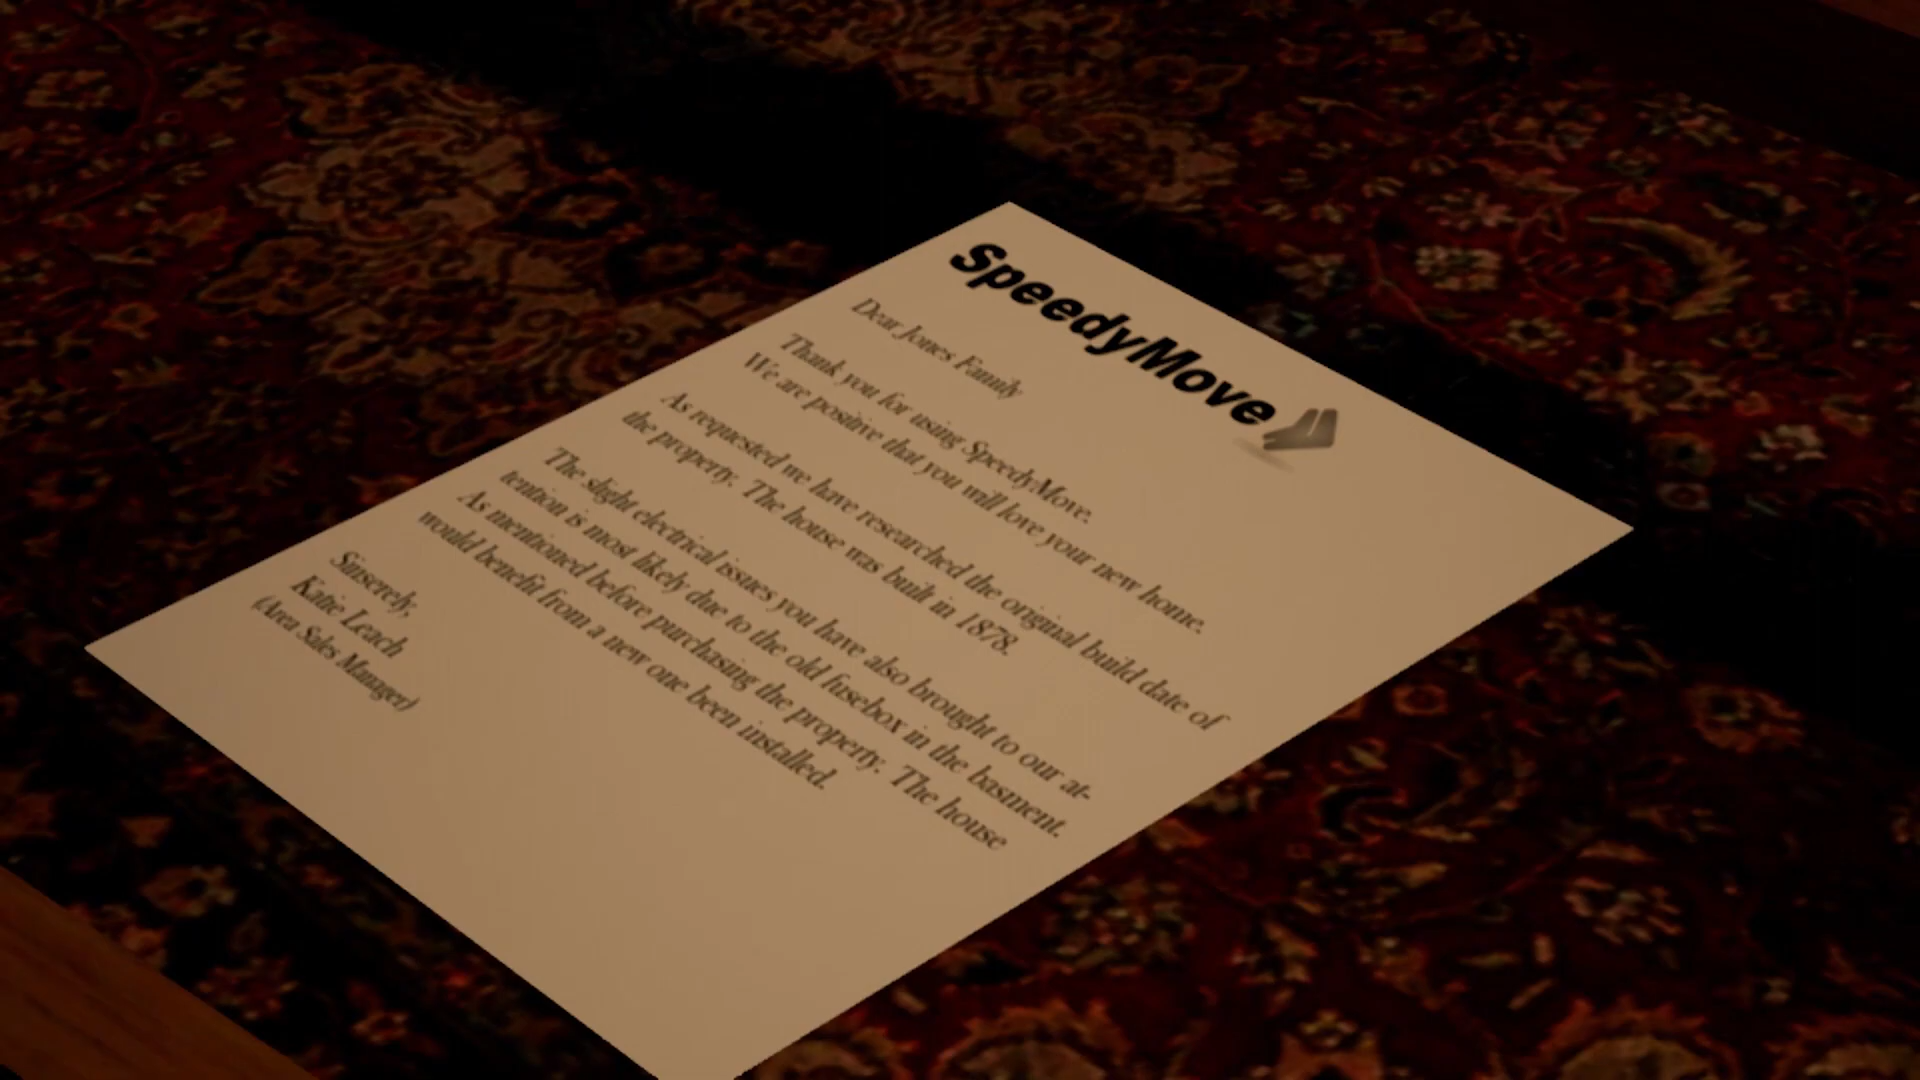 SpeedyMove
Dear Jones Family
Thank you for using SpeedyMove.
We are positive that you will love your new home.
As requested we have researched the original build date of
the property. The house was built in 1878.
The slight electrical issues you have also brought to our at-
tention is most likely due to the old fusebox in the basment.
As mentioned before purchasing the property. The house
would benefit from a new one been installed.
Sinserely,
Katie Leach
(Area Sales Manager)